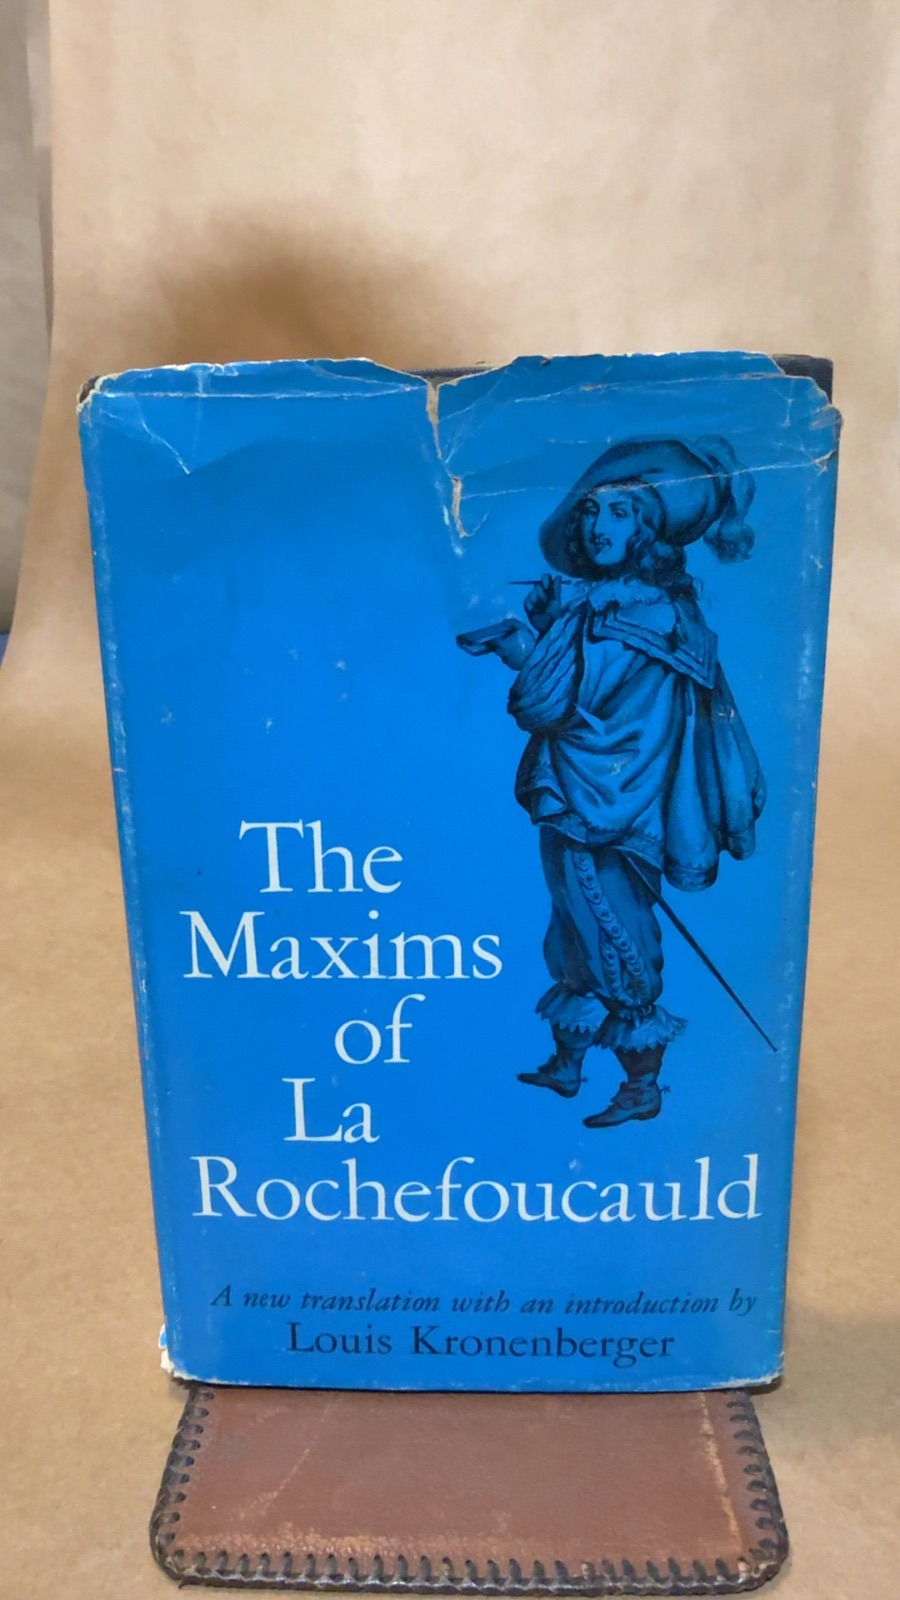 The
Maxims
of
La
Rochefoucauld
A new translation with an introduction by
Louis Kronenberger